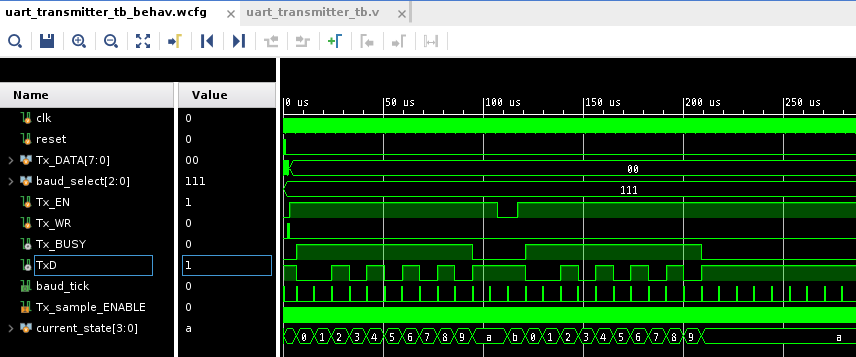 uart_transmitter_tb_behav.wcfg × uart_transmitter_tb.v ×
Name Value
0 us 50 us 100 us 150 us 200 us 250 us
clk 0
reset 0
Tx_DATA[7:0] 00 00
baud_select[2:0] 111 111
Tx_EN 1
Tx_WR 0
Tx_BUSY 0
TxD 1
baud_tick 0
Tx_sample_ENABLE 0
current_state[3:0] a 0 1 2 3 4 5 6 7 8 9 a b 0 1 2 3 4 5 6 7 8 9 a